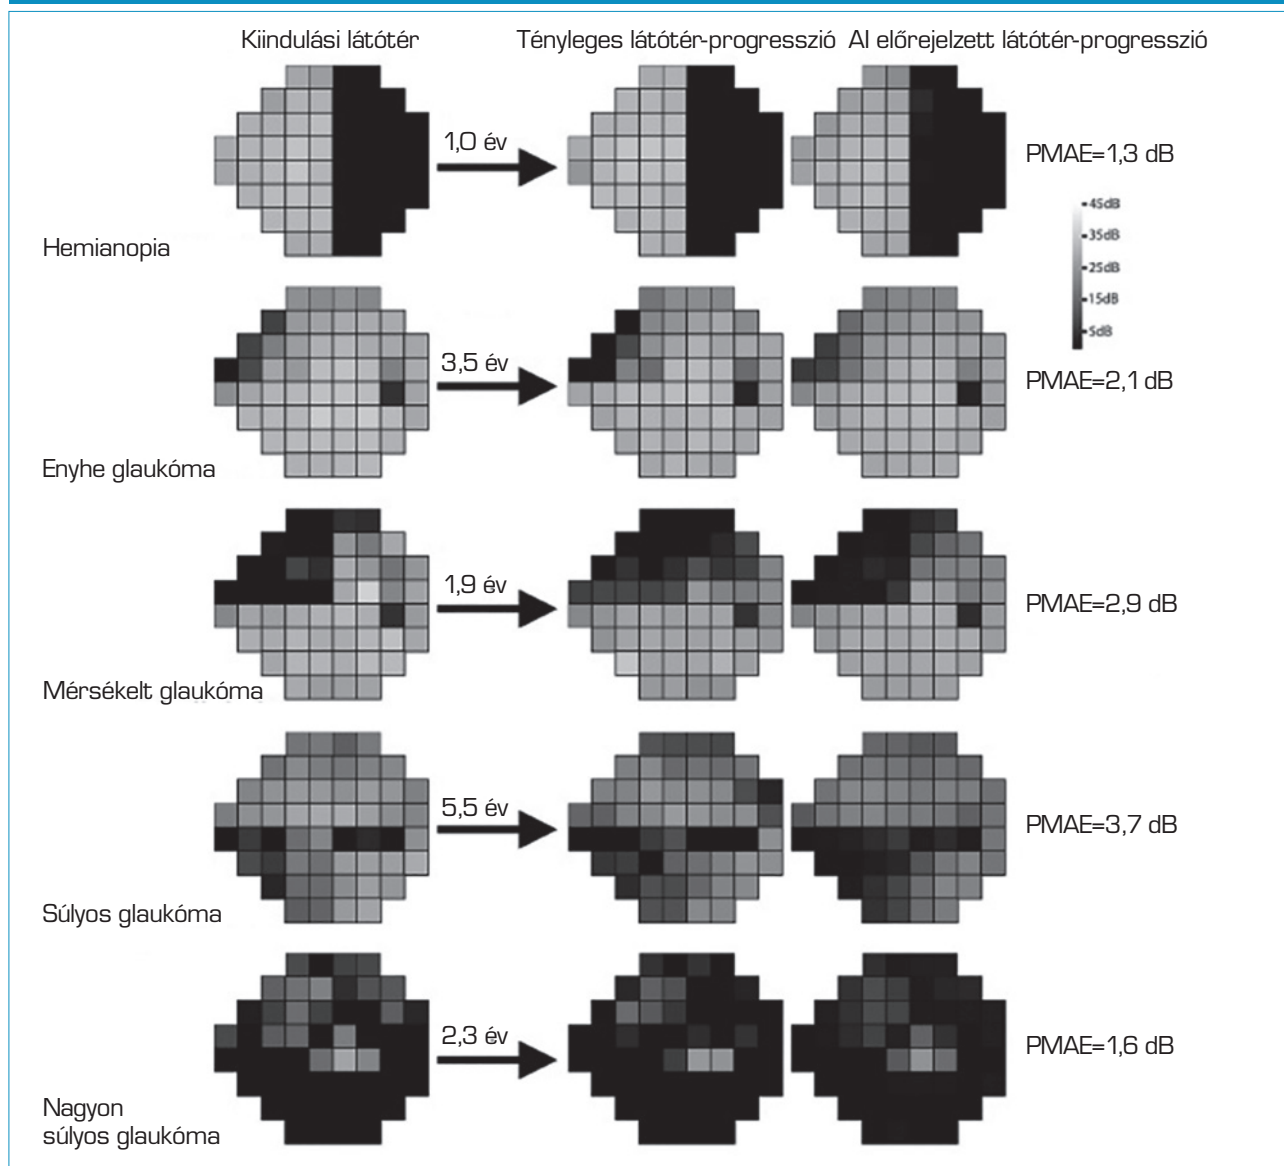 Kiindulási látótér
Tényleges látótér-progresszió
AI előrejelzett látótér-progresszió
1,0 év
PMAE=1,3 dB
45dB
35dB
25dB
15dB
5dB
Hemianopia
3,5 év
PMAE=2,1 dB
Enyhe glaukóma
1,9 év
PMAE=2,9 dB
Mérsékelt glaukóma
5,5 év
PMAE=3,7 dB
Súlyos glaukóma
2,3 év
PMAE=1,6 dB
Nagyon
súlyos glaukóma